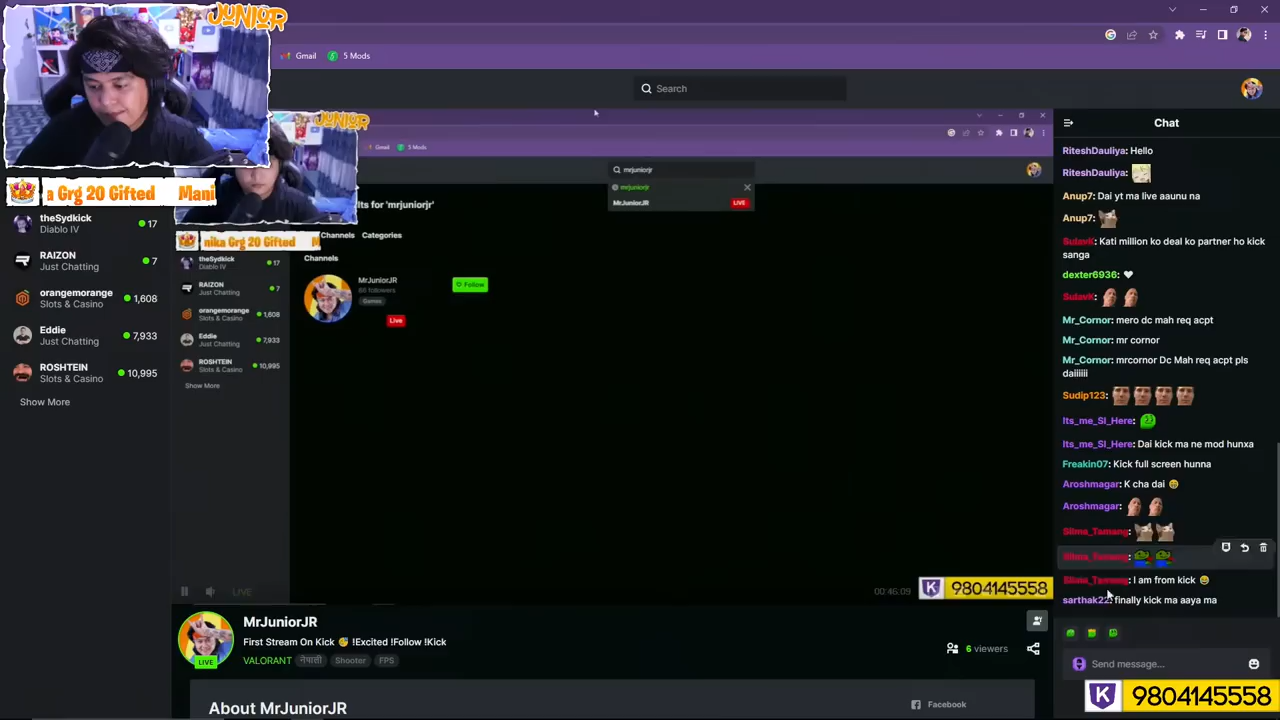 JUNIOR
Gmail
5 Mods
Search
a Grg 20 Gifted Mani
theSydkick
17
Diablo IV
RAIZON
7
Just Chatting
orangemorange
1,608
Slots & Casino
Eddie
7,933
Just Chatting
ROSHTEIN
10,995
Slots & Casino
Show More
JUNIOR
Gmail
5 Mods
mrjuniorjr
mrjuniorjr
MrJuniorJR
LIVE
lts for 'mrjuniorjr'
Channels
Categories
Channels
MrJuniorJR
Follow
68 followers
Games
Live
nika Grg 20 Gifted M
theSydkick
17
Diablo IV
RAIZON
7
Just Chatting
orangemorange
1,608
Slots & Casino
Eddie
7,933
Just Chatting
ROSHTEIN
10,995
Slots & Casino
Show More
LIVE
00:46.09
K 9804145558
MrJuniorJR
First Stream On Kick 😴 !Excited !Follow !Kick
LIVE
VALORANT नेपाली Shooter FPS
6 viewers
About MrJuniorJR
Facebook
Chat
RiteshDauliya: Hello
RiteshDauliya:
Anup7: Dai yt ma live aaunu na
Anup7:
SulavK: Kati million ko deal ko partner ho kick
sanga
dexter6936: ❤
SulavK:
Mr_Cornor: mero dc mah req acpt
Mr_Cornor: mr cornor
Mr_Cornor: mrcornor Dc Mah req acpt pls
daiiiiii
Sudip123:
Its_me_SI_Here:
Its_me_SI_Here: Dai kick ma ne mod hunxa
Freakin07: Kick full screen hunna
Aroshmagar: K cha dai 😁
Aroshmagar:
Silma_Tamang:
Silma_Tamang:
Silma_Tamang: I am from kick 😁
sarthak22: finally kick ma aaya ma
Send message...
K 9804145558